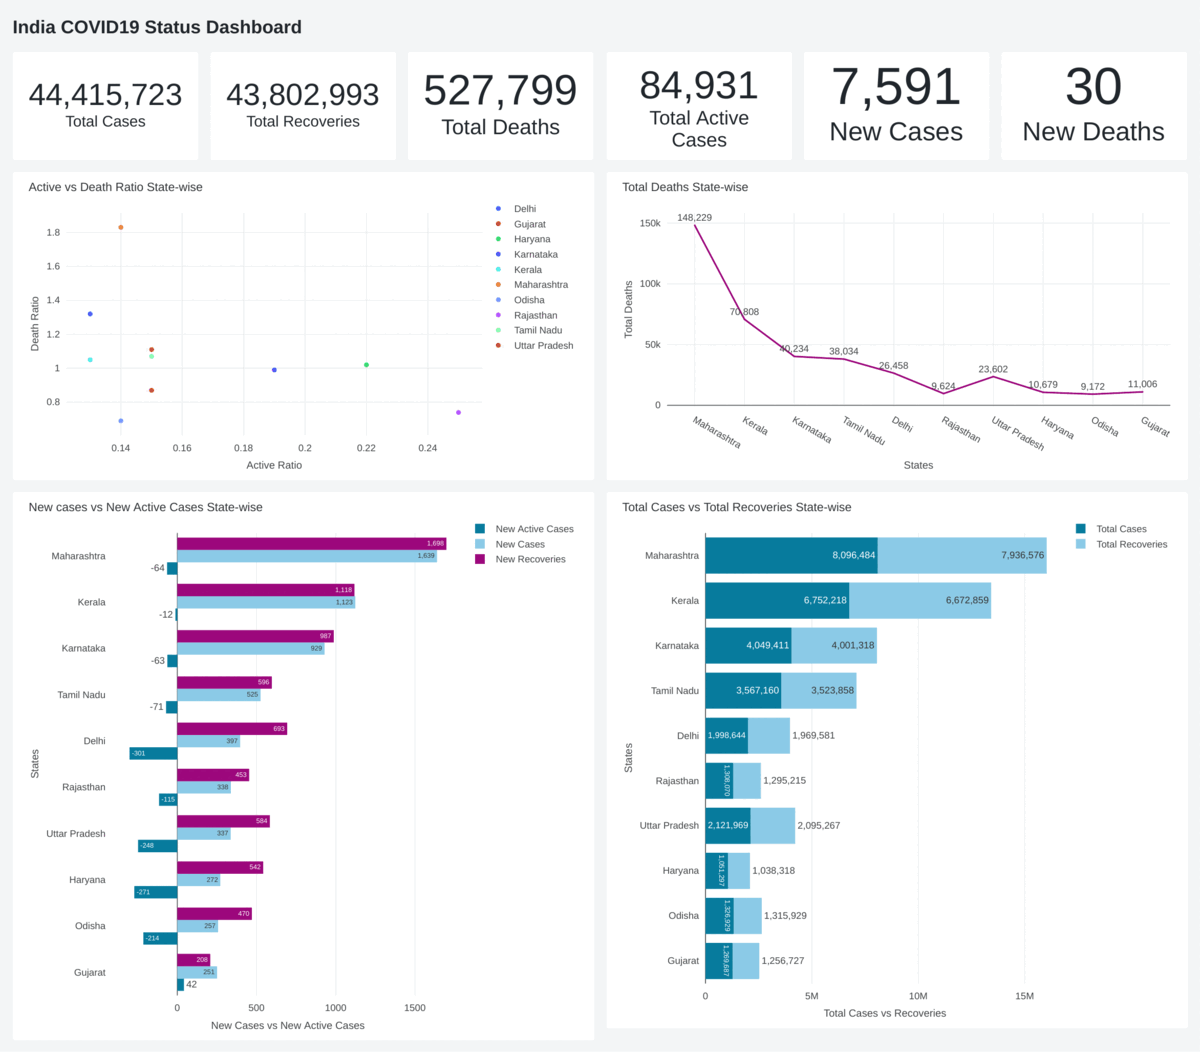 India COVID19 Status Dashboard
44,415,723
Total Cases
43,802,993
Total Recoveries
527,799
Total Deaths
84,931
Total Active
Cases
7,591
New Cases
30
New Deaths
Active vs Death Ratio State-wise
Death Ratio
1.8
1.6
1.4
1.2
1
0.8
0.14
0.16
0.18
0.2
0.22
0.24
Active Ratio
Delhi
Gujarat
Haryana
Karnataka
Kerala
Maharashtra
Odisha
Rajasthan
Tamil Nadu
Uttar Pradesh
Total Deaths State-wise
Total Deaths
150k
100k
50k
0
148,229
70,808
40,234
38,034
26,458
9,624
23,602
10,679
9,172
11,006
Maharashtra
Kerala
Karnataka
Tamil Nadu
Delhi
Rajasthan
Uttar Pradesh
Haryana
Odisha
Gujarat
States
New cases vs New Active Cases State-wise
New Active Cases
New Cases
New Recoveries
States
Maharashtra
1,698
1,639
-64
Kerala
1,118
1,123
-12
Karnataka
987
929
-63
Tamil Nadu
596
525
-71
Delhi
693
397
-301
Rajasthan
453
338
-115
Uttar Pradesh
584
337
-248
Haryana
542
272
-271
Odisha
470
257
-214
Gujarat
208
251
42
0
500
1000
1500
New Cases vs New Active Cases
Total Cases vs Total Recoveries State-wise
Total Cases
Total Recoveries
States
Maharashtra
8,096,484
7,936,576
Kerala
6,752,218
6,672,859
Karnataka
4,049,411
4,001,318
Tamil Nadu
3,567,160
3,523,858
Delhi
1,998,644
1,969,581
Rajasthan
1,308,070
1,295,215
Uttar Pradesh
2,121,969
2,095,267
Haryana
1,051,297
1,038,318
Odisha
1,326,929
1,315,929
Gujarat
1,269,687
1,256,727
0
5M
10M
15M
Total Cases vs Recoveries